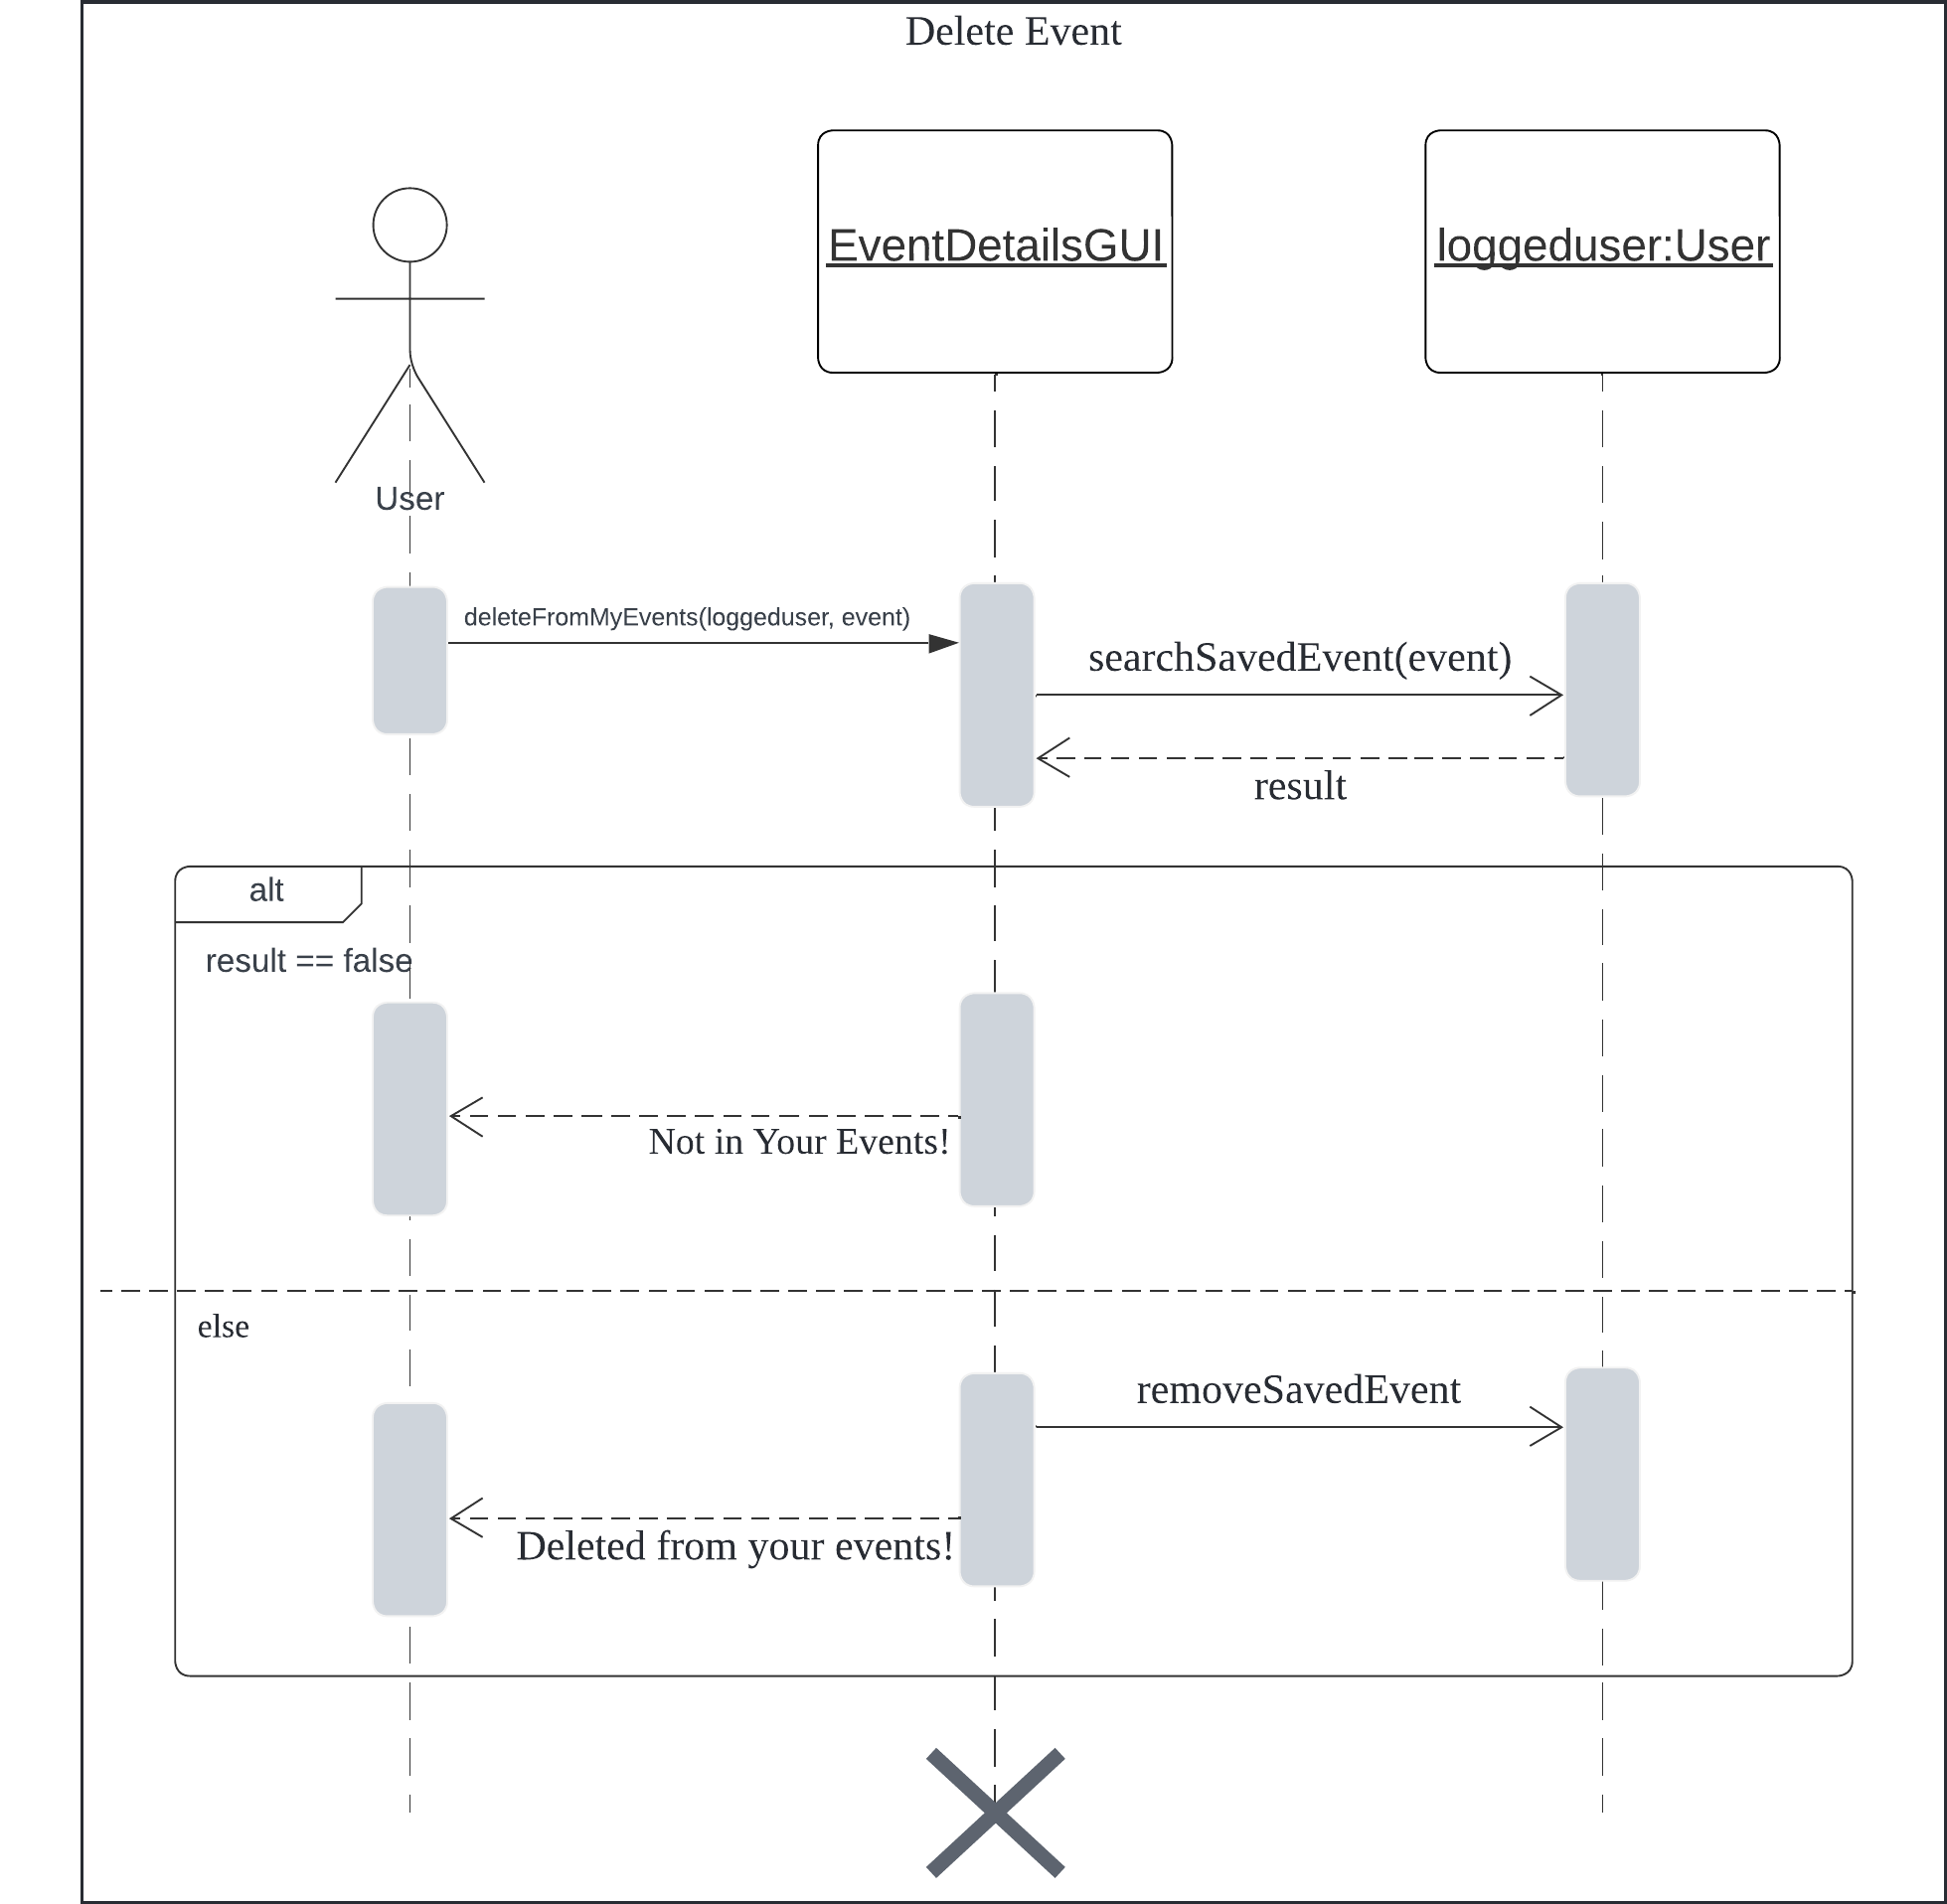 Delete Event
EventDetailsGUI
loggeduser:User
User
deleteFromMyEvents(loggeduser, event)
searchSavedEvent(event)
result
alt
result == false
Not in Your Events!
else
removeSavedEvent
Deleted from your events!